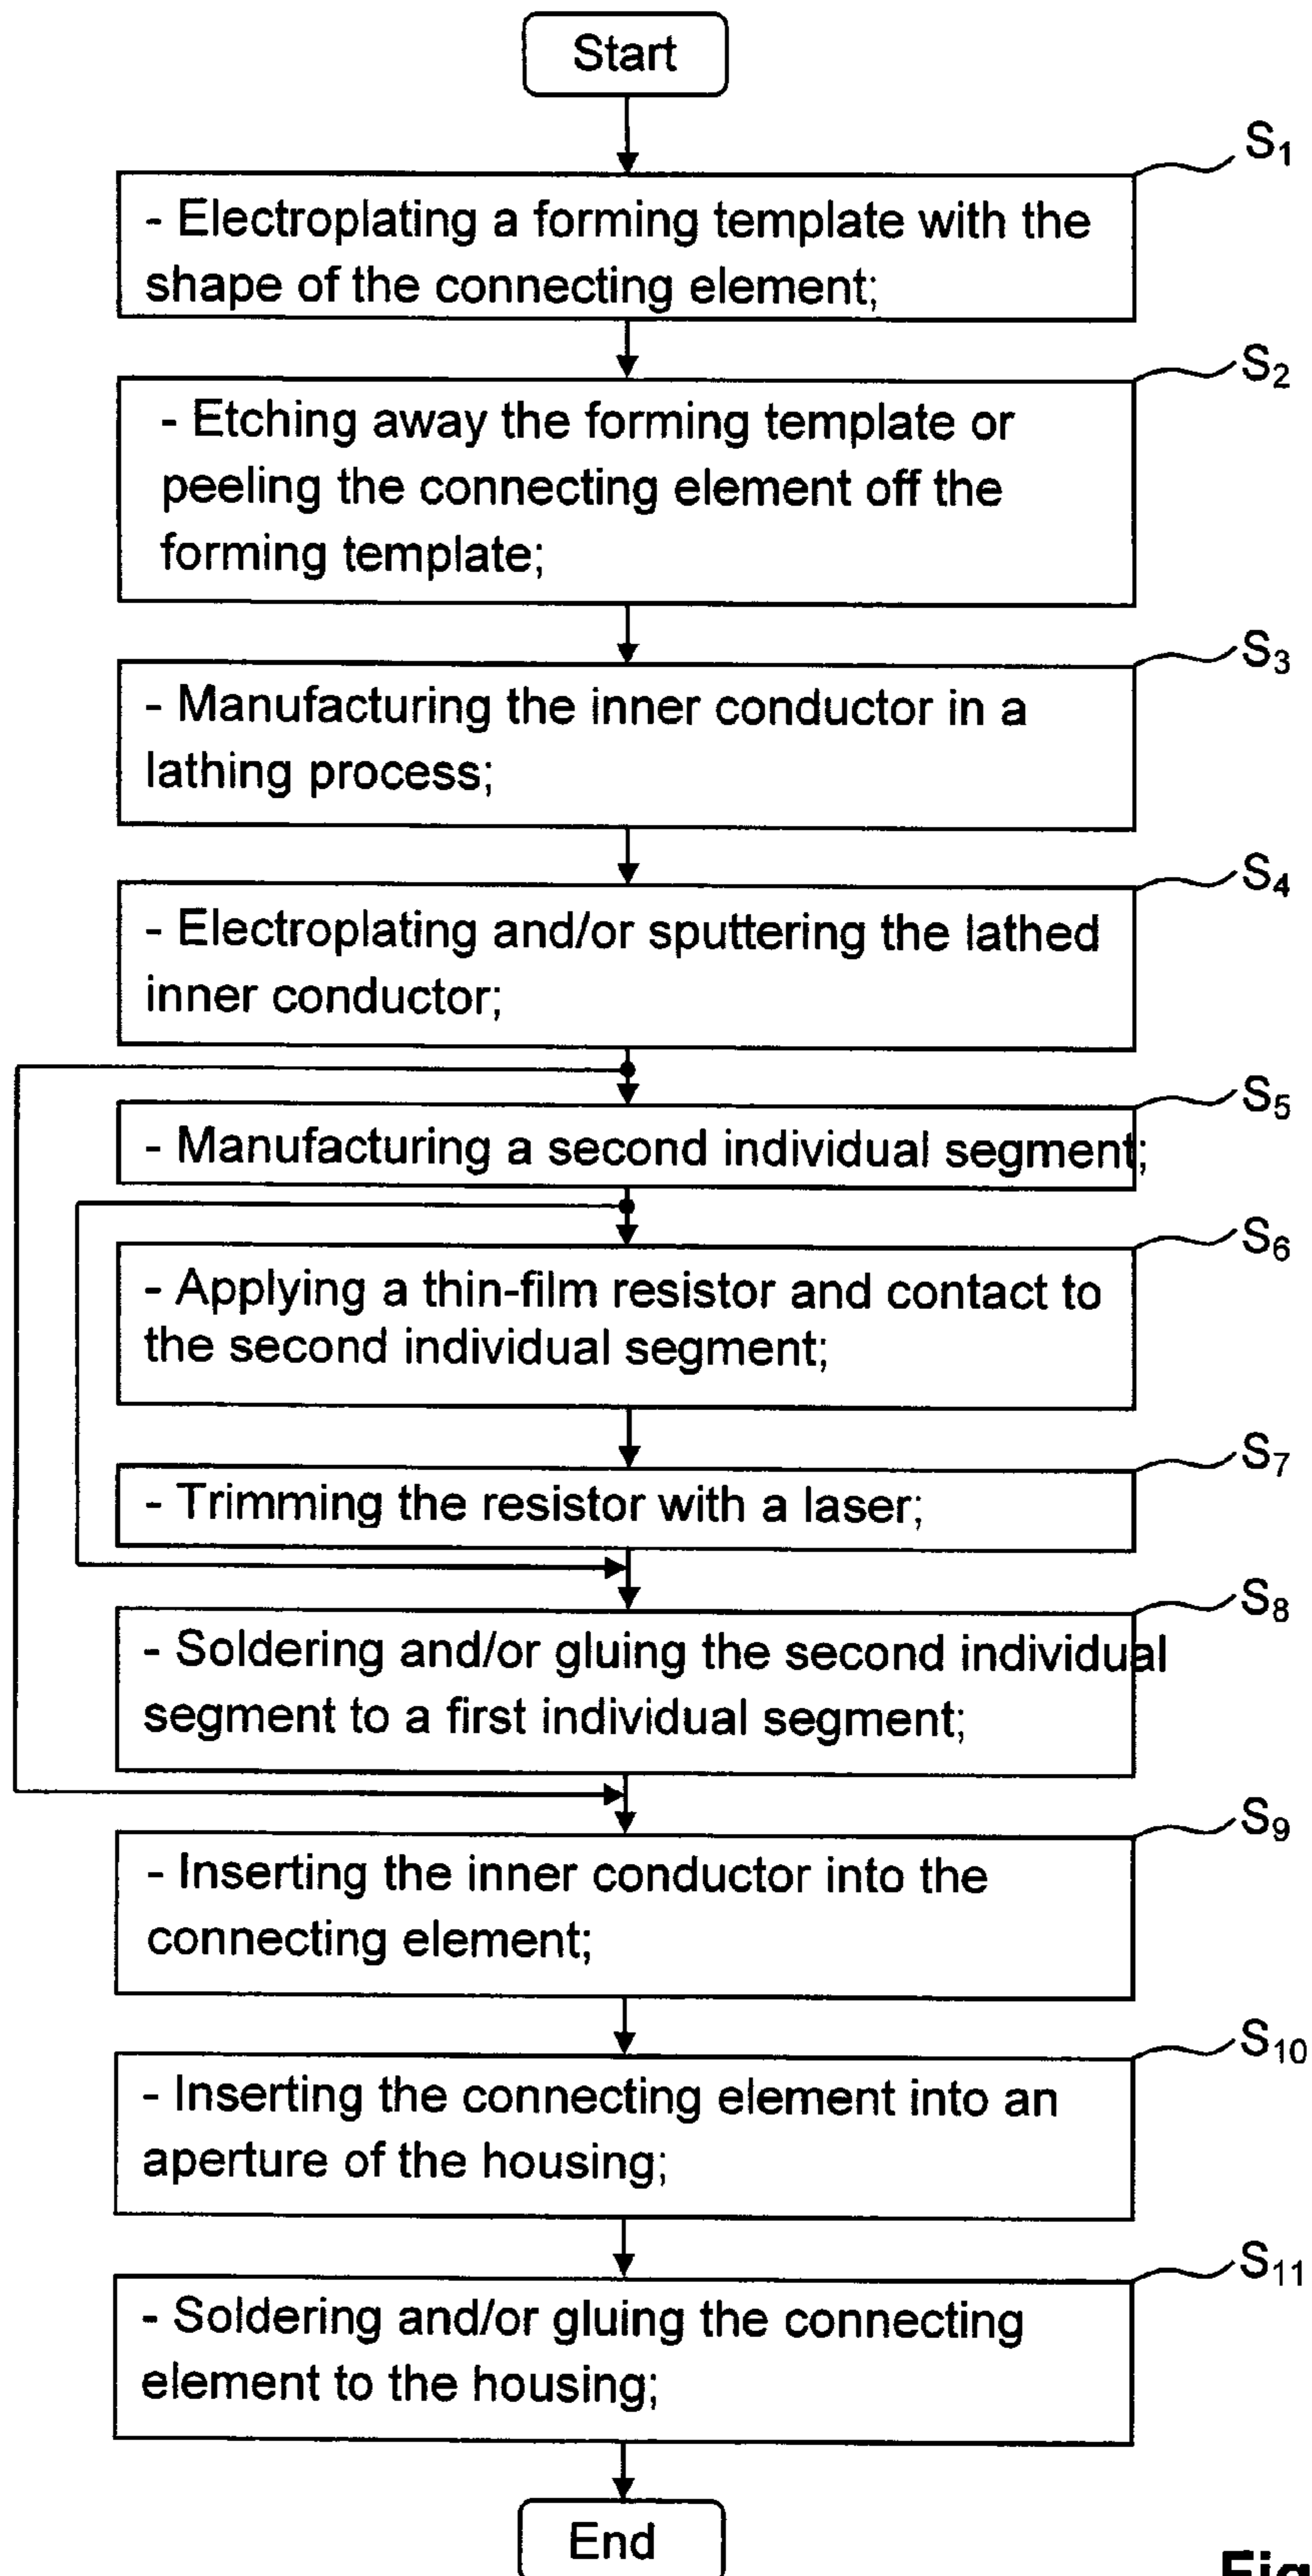 Start
S1
- Electroplating a forming template with the
shape of the connecting element;
S2
- Etching away the forming template or
peeling the connecting element off the
forming template;
S3
- Manufacturing the inner conductor in a
lathing process;
S4
- Electroplating and/or sputtering the lathed
inner conductor;
S5
- Manufacturing a second individual segment;
S6
- Applying a thin-film resistor and contact to
the second individual segment;
S7
- Trimming the resistor with a laser;
S8
- Soldering and/or gluing the second individual
segment to a first individual segment;
S9
- Inserting the inner conductor into the
connecting element;
S10
- Inserting the connecting element into an
aperture of the housing;
S11
- Soldering and/or gluing the connecting
element to the housing;
End
Fig